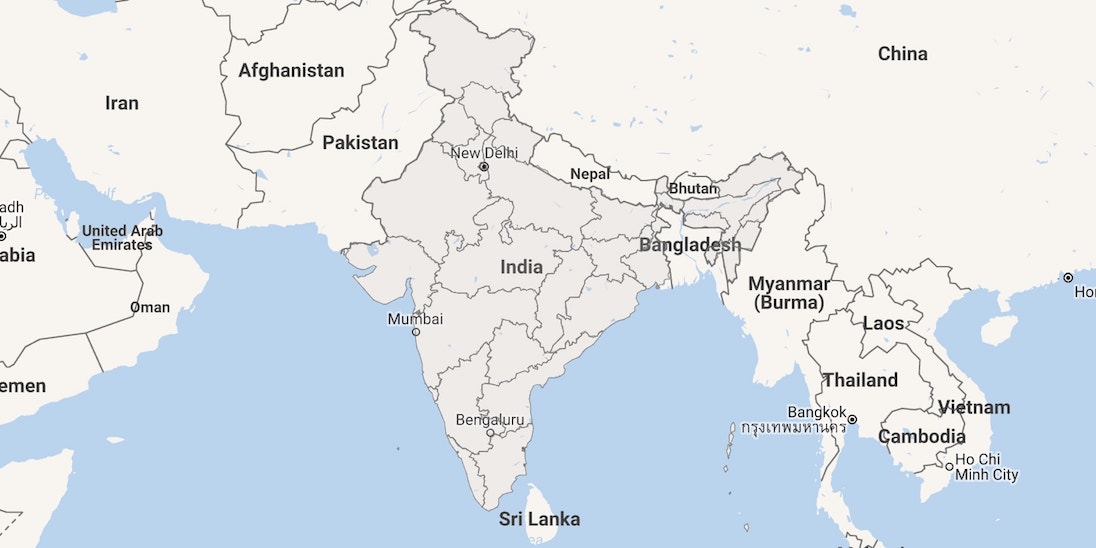 China
Afghanistan
Iran
Pakistan
New Delhi
Nepal
Bhutan
adh
الري
United Arab
Emirates
Bangladesh
abia
India
Myanmar
(Burma)
Hon
Oman
Mumbai
Laos
Thailand
emen
Vietnam
Bangkok
กรุงเทพมหานคร
Bengaluru
Cambodia
Ho Chi
Minh City
Sri Lanka